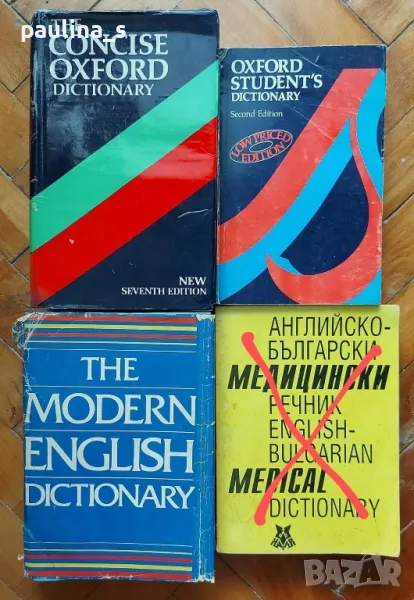 paulina_s
CONCISE
OXFORD
DICTIONARY
NEW
SEVENTH EDITION
OXFORD
STUDENT'S
DICTIONARY
Second Edition
LOW PRICED
EDITION
THE
MODERN
ENGLISH
DICTIONARY
АНГЛИЙСКО-
БЪЛГАРСКИ
МЕДИЦИНСКИ
РЕЧНИК
ENGLISH-
BULGARIAN
MEDICAL
DICTIONARY
BAZAR